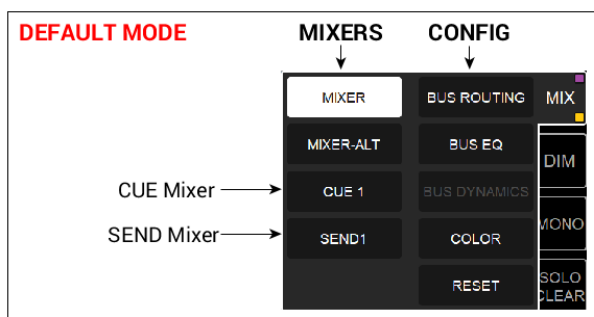 DEFAULT MODE MIXERS CONFIG
MIXER BUS ROUTING MIX
MIXER-ALT BUS EQ DIM
CUE Mixer CUE 1 BUS DYNAMICS
SEND Mixer SEND1 COLOR MONO
RESET SOLO CLEAR